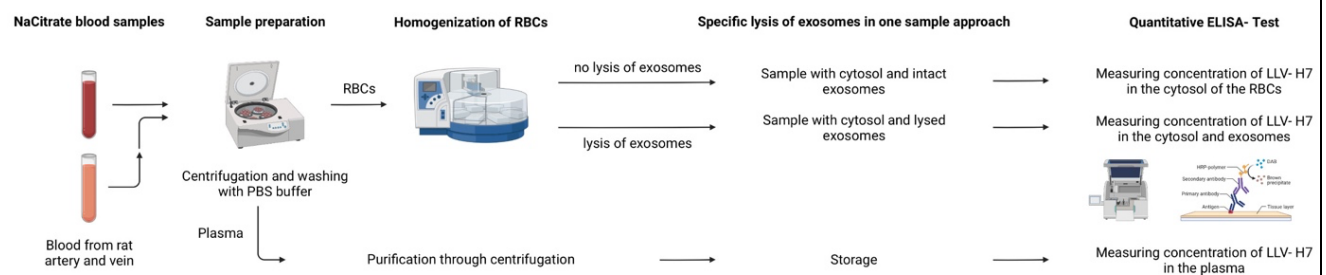 NaCitrate blood samples
Sample preparation
Homogenization of RBCs
Specific lysis of exosomes in one sample approach
Quantitative ELISA- Test
RBCs
no lysis of exosomes
lysis of exosomes
Sample with cytosol and intact
exosomes
Sample with cytosol and lysed
exosomes
Measuring concentration of LLV- H7
in the cytosol of the RBCs
Measuring concentration of LLV- H7
in the cytosol and exosomes
Centrifugation and washing
with PBS buffer
HRP-polymer
DAB
Secondary antibody
Brown
precipitate
Primary antibody
Antigen
Tissue layer
Blood from rat
artery and vein
Plasma
Purification through centrifugation
Storage
Measuring concentration of LLV- H7
in the plasma